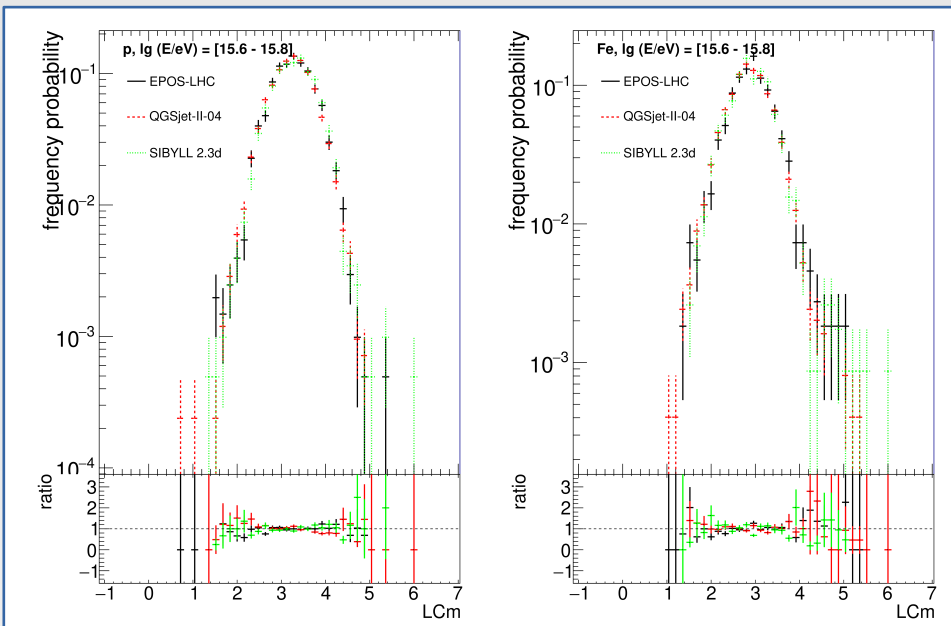 p, lg (E/eV) = [15.6 - 15.8]
EPOS-LHC
QGSjet-II-04
SIBYLL 2.3d
frequency probability
10⁻¹
10⁻²
10⁻³
10⁻⁴
ratio
3
2
1
0
−1
−1 0 1 2 3 4 5 6 7
LCm
Fe, lg (E/eV) = [15.6 - 15.8]
EPOS-LHC
QGSjet-II-04
SIBYLL 2.3d
frequency probability
10⁻¹
10⁻²
10⁻³
ratio
3
2
1
0
−1
−1 0 1 2 3 4 5 6 7
LCm